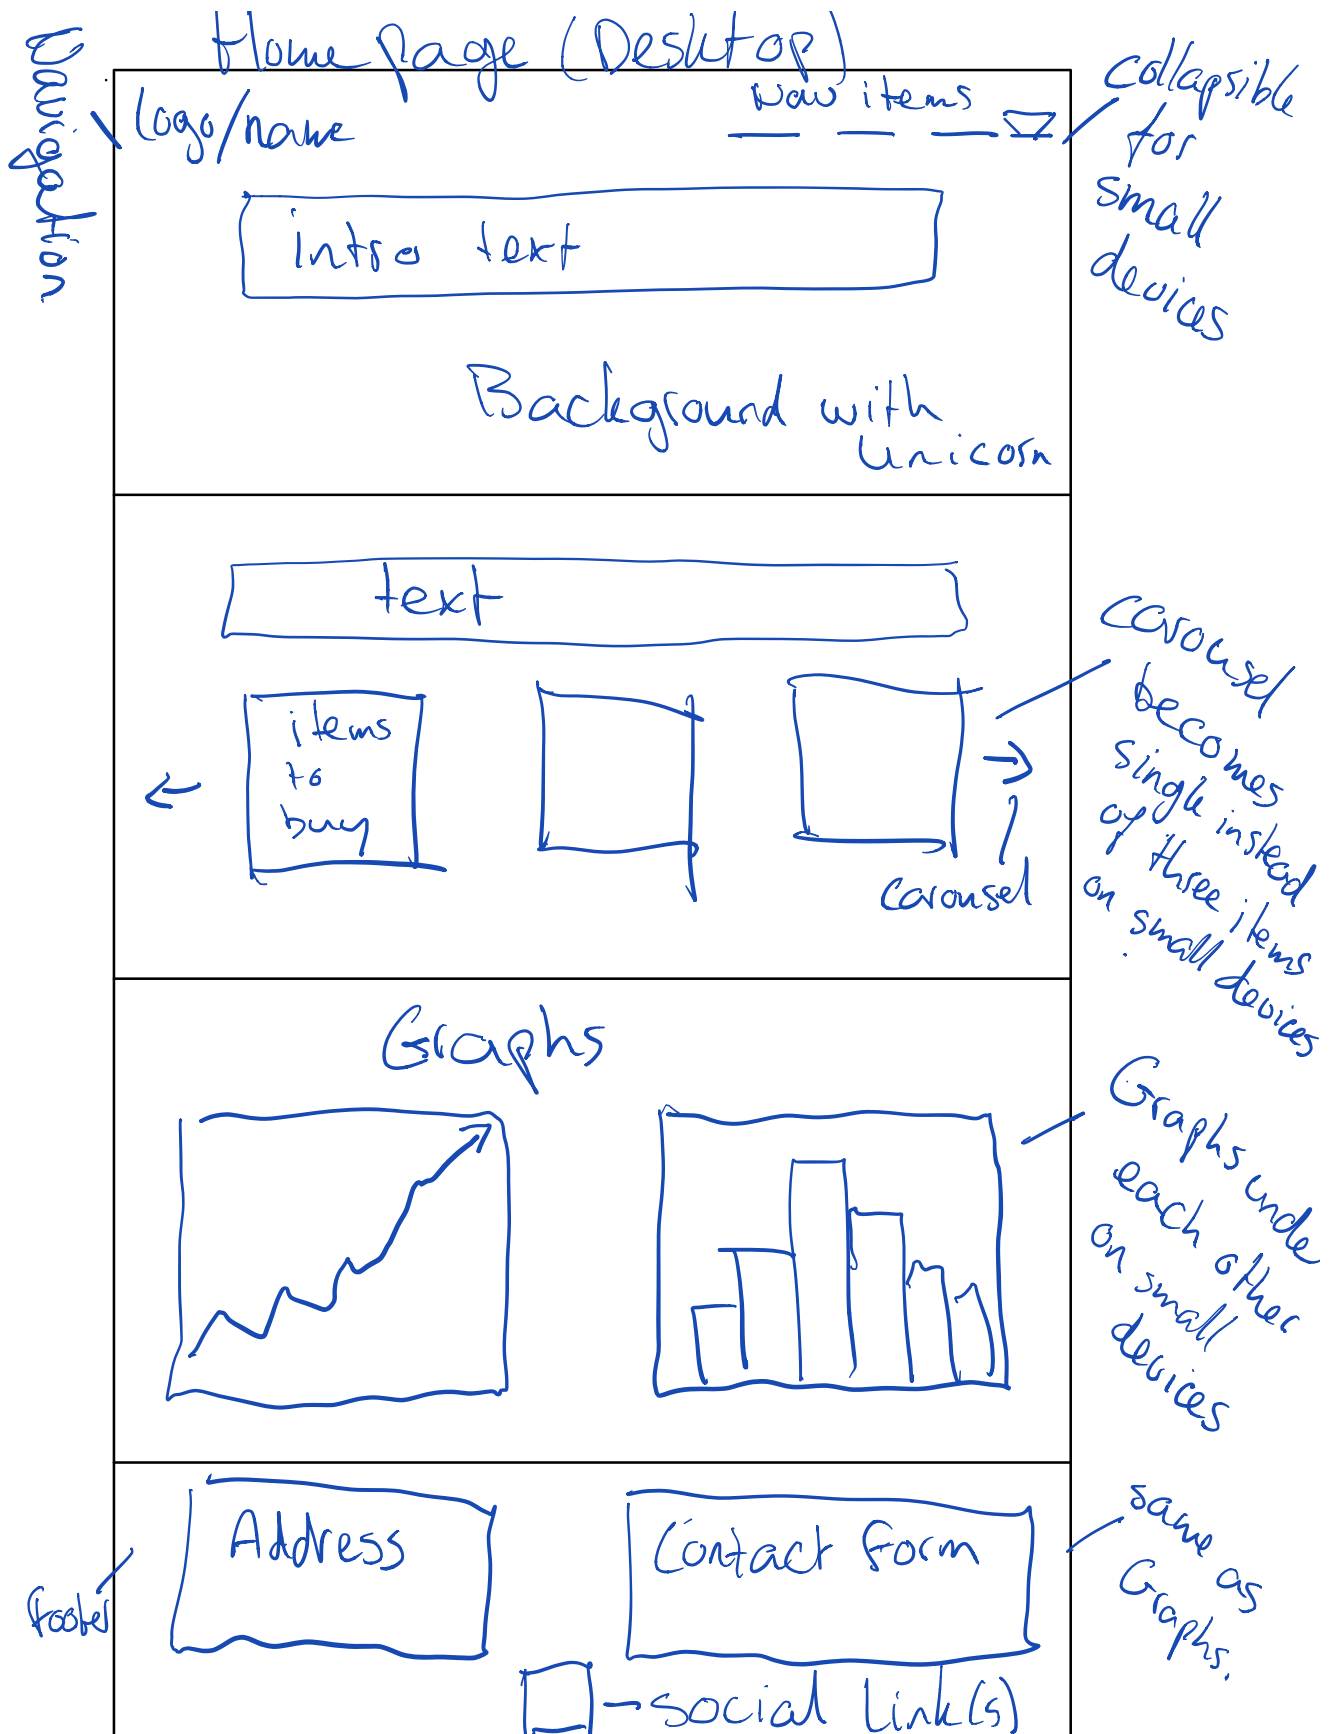 Home page (Desktop)
Navigation
Logo/name
Nav items
collapsible
for
small
devices
intro text
Background with
Unicorn
text
items
to
buy
carousel
carousel
becomes
single instead
of three items
on small devices
Graphs
Graphs unde
each other
on small
devices
Address
Contact form
same as
Graphs.
footer
social link(s)